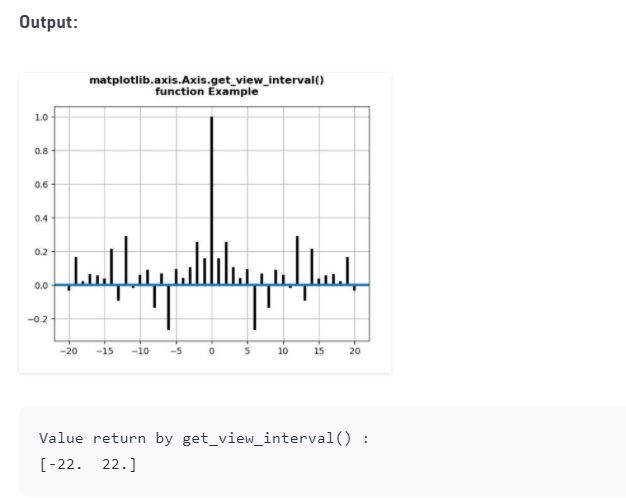 Output:
matplotlib.axis.Axis.get_view_interval()
function Example
1.0
0.8
0.6
0.4
0.2
0.0
−0.2
−20 −15 −10 −5 0 5 10 15 20
Value return by get_view_interval() :
[-22.  22.]